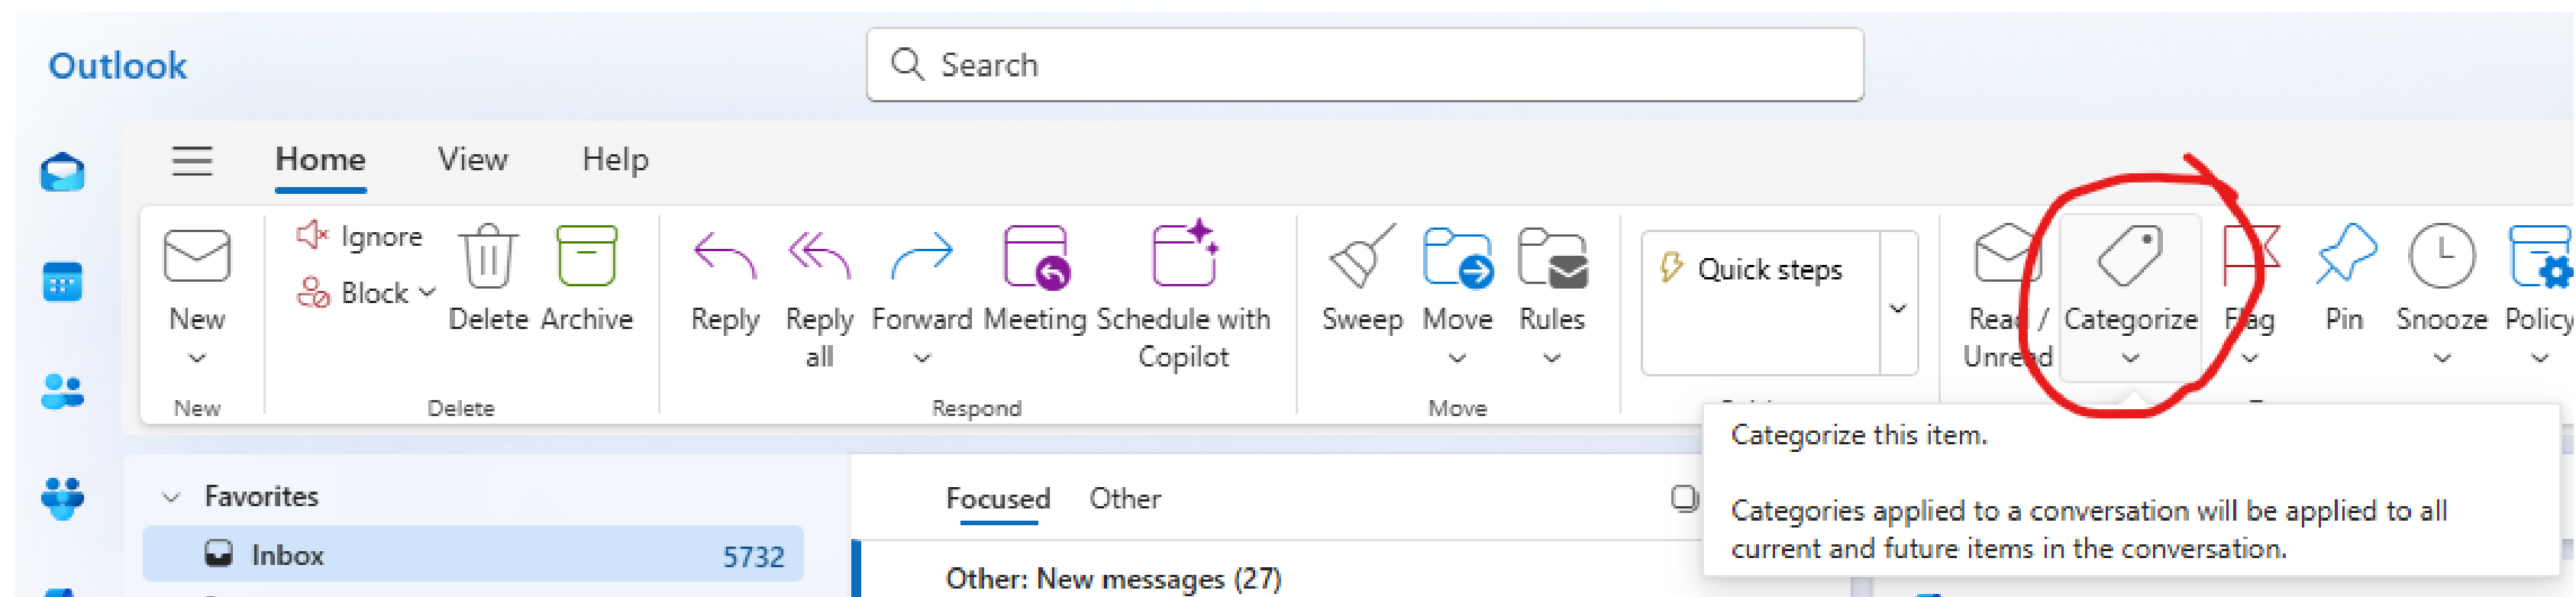 Outlook
Search
Home View Help
New
Ignore
Block
Delete
Archive
Reply
Reply
all
Forward
Meeting
Schedule with
Copilot
Sweep
Move
Rules
Quick steps
Read /
Unread
Categorize
Flag
Pin
Snooze
Policy
New
Delete
Respond
Move
Categorize this item.
Categories applied to a conversation will be applied to all
current and future items in the conversation.
Favorites
Inbox 5732
Focused Other
Other: New messages (27)